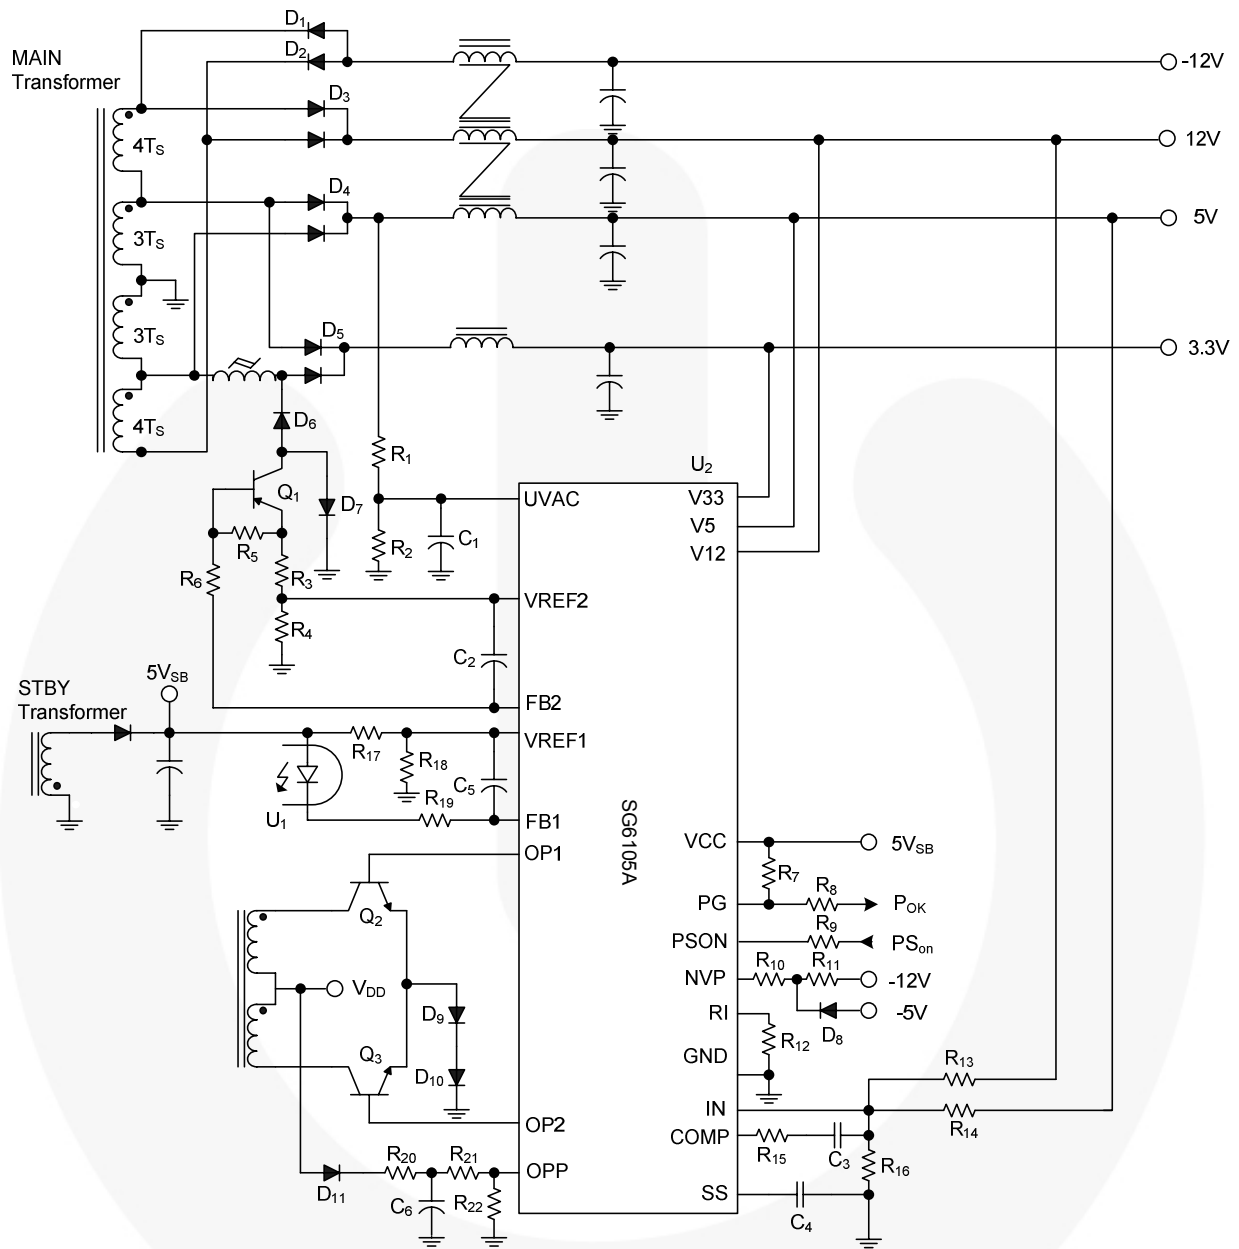 D1
D2
MAIN
Transformer
-12V
D3
4TS
12V
D4
3TS
5V
3TS
D5
3.3V
4TS
D6
R1
U2
Q1
D7
UVAC
V33
R5
R2
C1
V5
V12
R6
R3
VREF2
R4
C2
5VSB
STBY
Transformer
FB2
R17
VREF1
R18
C5
U1
R19
FB1
SG6105A
OP1
VCC
5VSB
R7
Q2
PG
R8
POK
PSON
R9
PSon
VDD
NVP
R10
R11
-12V
D9
RI
D8
-5V
Q3
R12
D10
GND
R13
IN
OP2
COMP
R14
R15
C3
R16
R20
R21
OPP
D11
C6
R22
SS
C4